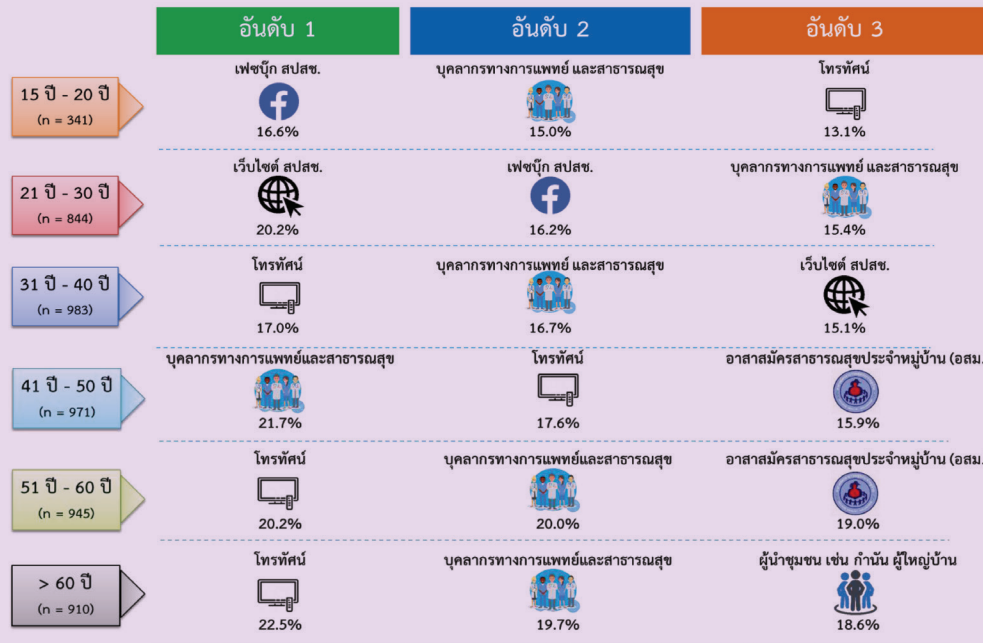 อันดับ 1
อันดับ 2
อันดับ 3
15 ปี - 20 ปี
(n = 341)
เฟซบุ๊ก สปสช.
16.6%
บุคลากรทางการแพทย์ และสาธารณสุข
15.0%
โทรทัศน์
13.1%
21 ปี - 30 ปี
(n = 844)
เว็บไซต์ สปสช.
20.2%
เฟซบุ๊ก สปสช.
16.2%
บุคลากรทางการแพทย์ และสาธารณสุข
15.4%
31 ปี - 40 ปี
(n = 983)
โทรทัศน์
17.0%
บุคลากรทางการแพทย์ และสาธารณสุข
16.7%
เว็บไซต์ สปสช.
15.1%
41 ปี - 50 ปี
(n = 971)
บุคลากรทางการแพทย์และสาธารณสุข
21.7%
โทรทัศน์
17.6%
อาสาสมัครสาธารณสุขประจำหมู่บ้าน (อสม.
15.9%
51 ปี - 60 ปี
(n = 945)
โทรทัศน์
20.2%
บุคลากรทางการแพทย์และสาธารณสุข
20.0%
อาสาสมัครสาธารณสุขประจำหมู่บ้าน (อสม.
19.0%
> 60 ปี
(n = 910)
โทรทัศน์
22.5%
บุคลากรทางการแพทย์และสาธารณสุข
19.7%
ผู้นำชุมชน เช่น กำนัน ผู้ใหญ่บ้าน
18.6%